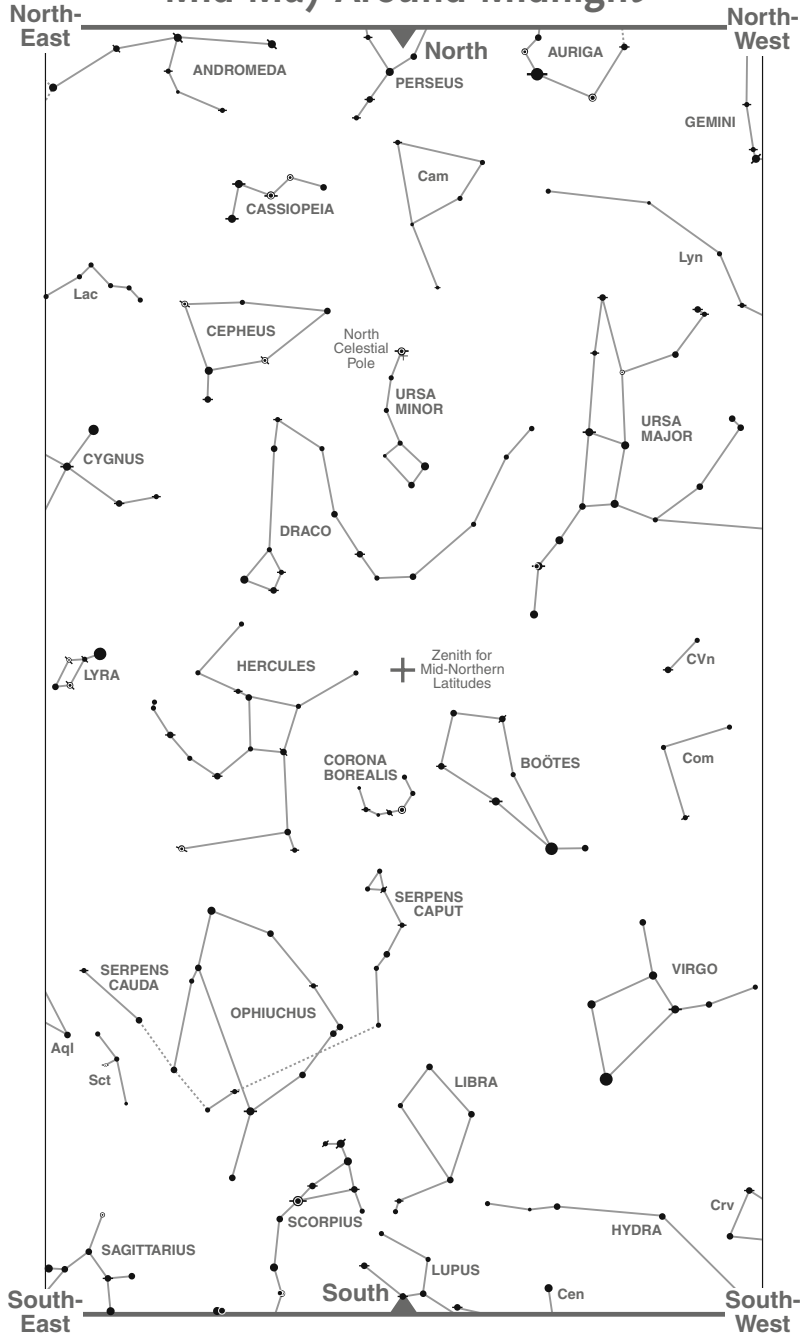 Mid-May Around Midnight
North-
East
North-
West
North
ANDROMEDA
PERSEUS
AURIGA
GEMINI
Cam
CASSIOPEIA
Lyn
Lac
CEPHEUS
North
Celestial
Pole
URSA
MINOR
URSA
MAJOR
CYGNUS
DRACO
HERCULES
Zenith for
Mid-Northern
Latitudes
CVn
LYRA
CORONA
BOREALIS
BOÖTES
Com
SERPENS
CAPUT
SERPENS
CAUDA
VIRGO
OPHIUCHUS
Aql
Sct
LIBRA
SCORPIUS
Crv
HYDRA
SAGITTARIUS
LUPUS
South
Cen
South-
East
South-
West